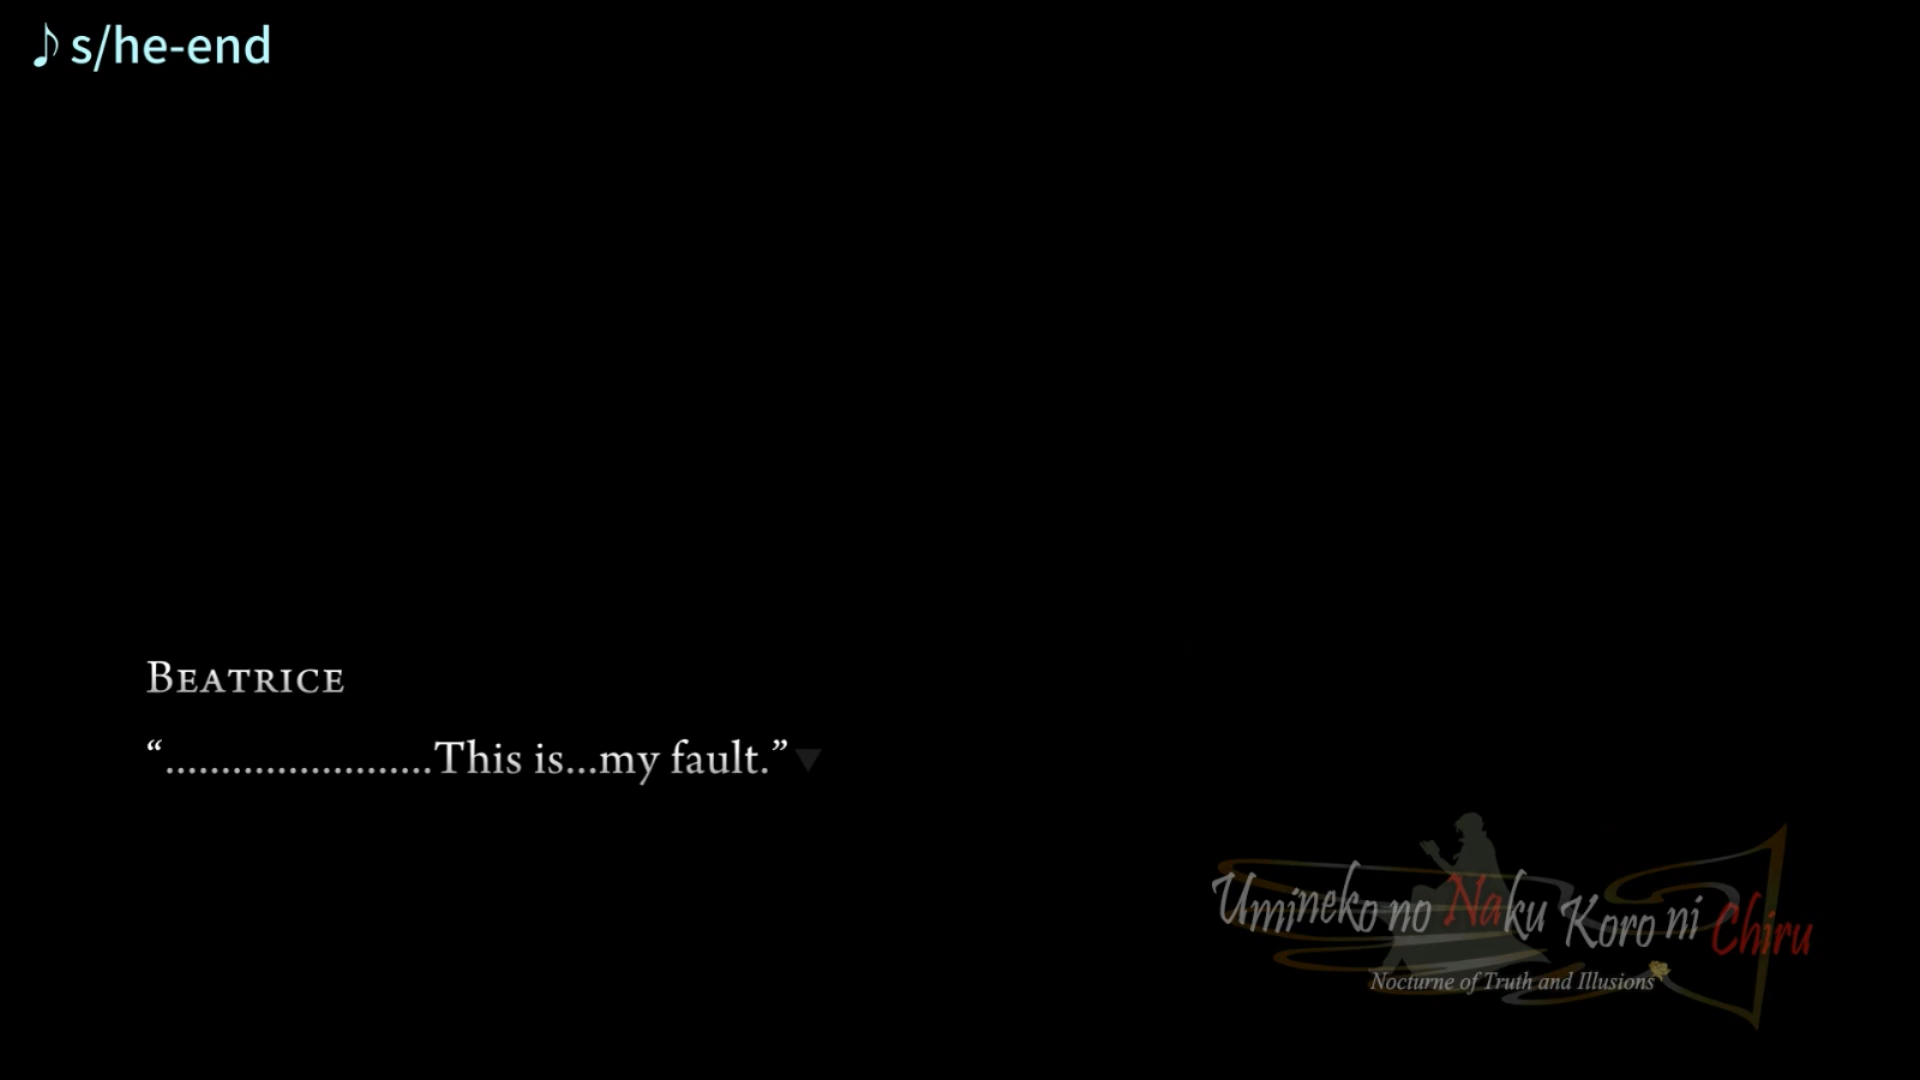 ♪ s/he-end
BEATRICE
“........................This is...my fault.”
Umineko no Naku Koro ni Chiru
Nocturne of Truth and Illusions